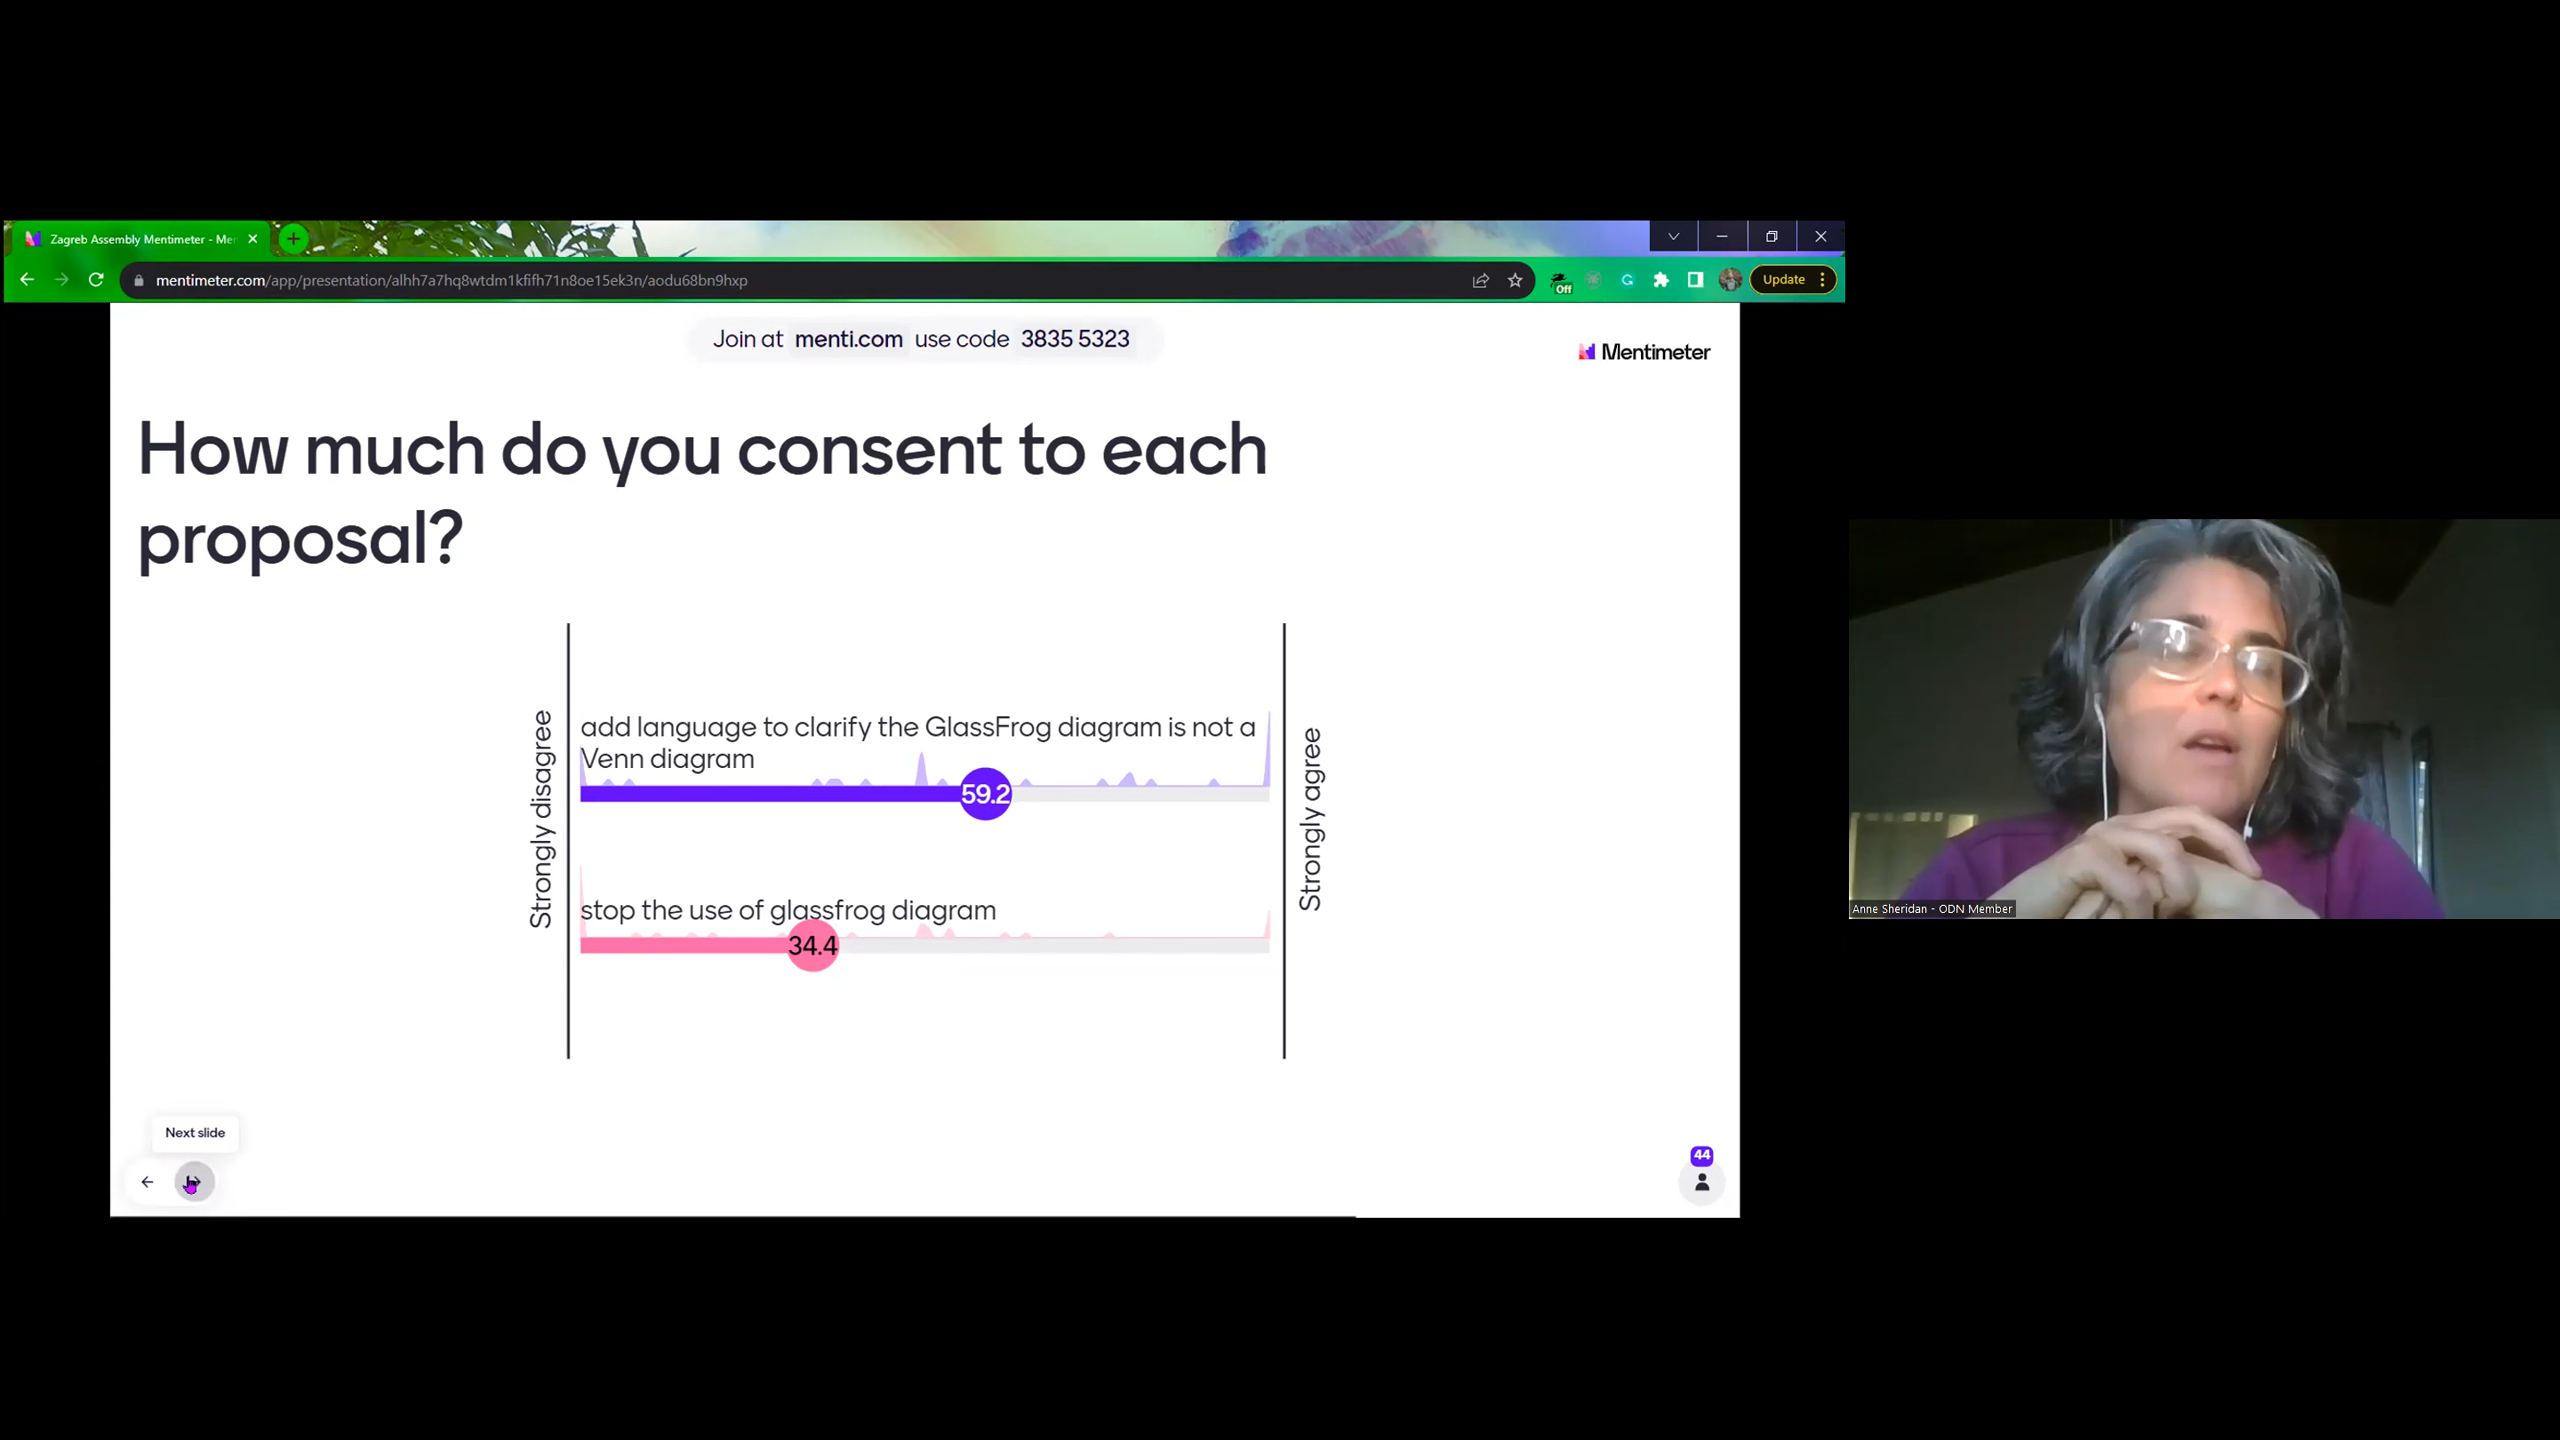 Zagreb Assembly Mentimeter - Me
mentimeter.com/app/presentation/alhh7a7hq8wtdm1kfifh71n8oe15ek3n/aodu68bn9hxp
Off
Update
Join at menti.com use code 3835 5323
Mentimeter
How much do you consent to each
proposal?
Strongly disagree
add language to clarify the GlassFrog diagram is not a
Venn diagram
59.2
stop the use of glassfrog diagram
34.4
Strongly agree
Next slide
44
Anne Sheridan - ODN Member